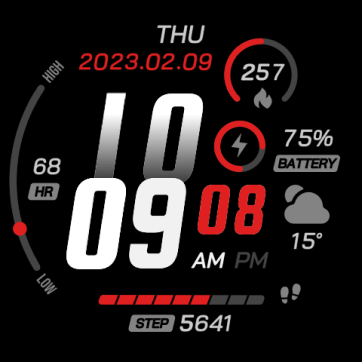 THU
2023.02.09
257
HIGH
10
75%
BATTERY
68
HR
09
08
15°
AM PM
LOW
STEP 5641